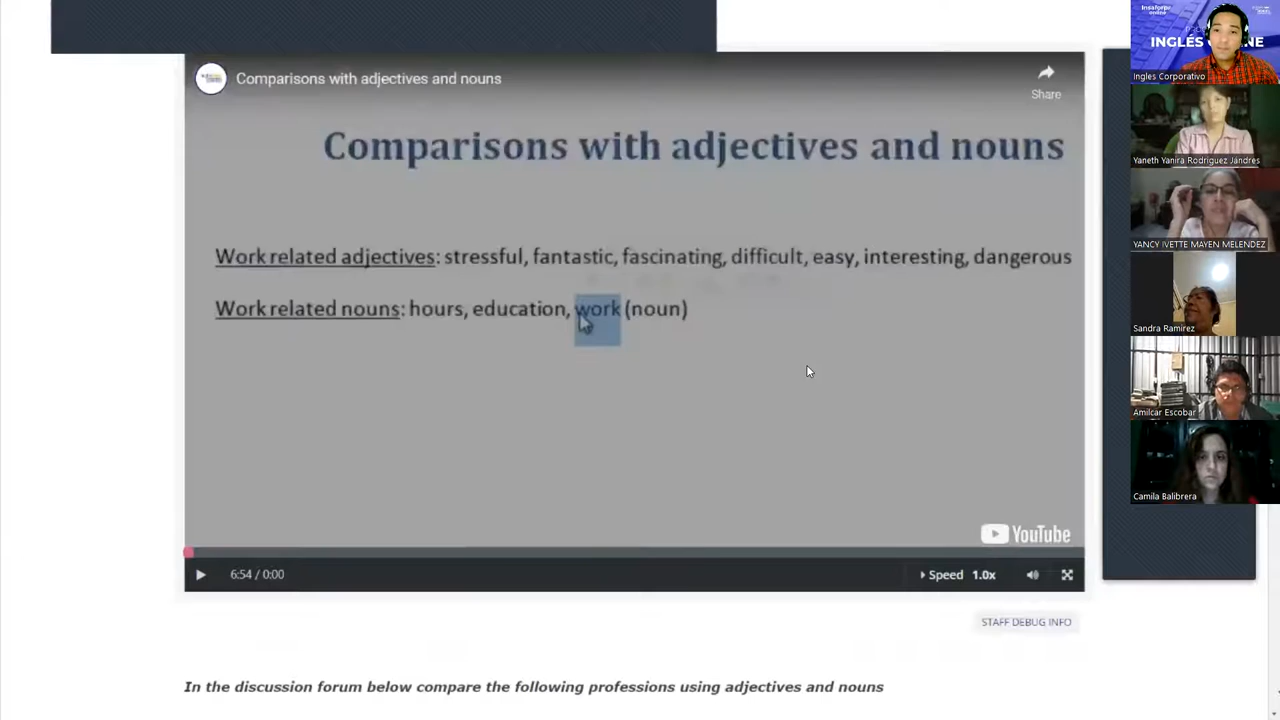 Comparisons with adjectives and nouns
Share
Comparisons with adjectives and nouns
Work related adjectives: stressful, fantastic, fascinating, difficult, easy, interesting, dangerous
Work related nouns: hours, education, work (noun)
YouTube
6:54 / 0:00
Speed 1.0x
STAFF DEBUG INFO
In the discussion forum below compare the following professions using adjectives and nouns
Insaforp
online
INGLÉS
Ingles Corporativo
Yaneth Yanira Rodriguez Jandres
YANCY IVETTE MAYEN MELENDEZ
Sandra Ramirez
Amilcar Escobar
Camila Balibrera